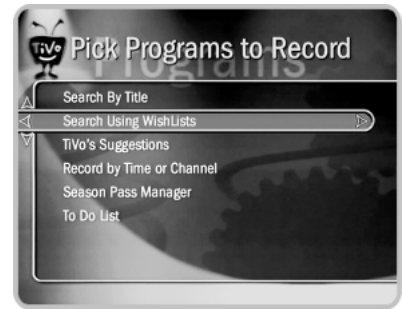 TiVo
Pick Programs to Record
Programs
Search By Title
Search Using WishLists
TiVo's Suggestions
Record by Time or Channel
Season Pass Manager
To Do List